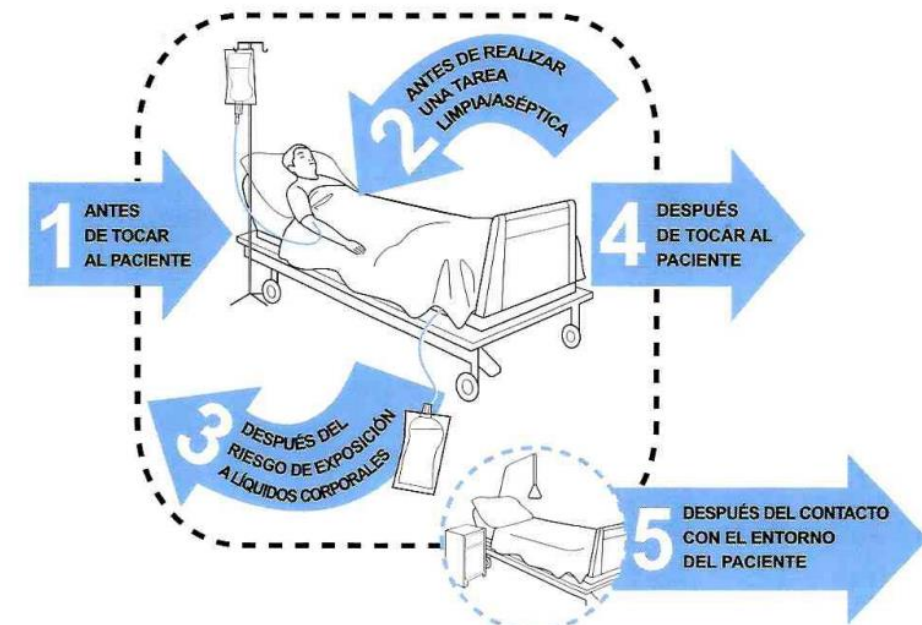 1
ANTES
DE TOCAR
AL PACIENTE
2
ANTES DE REALIZAR
UNA TAREA
LIMPIA/ASÉPTICA
3
DESPUÉS DEL
RIESGO DE EXPOSICIÓN
A LÍQUIDOS CORPORALES
4
DESPUÉS
DE TOCAR AL
PACIENTE
5
DESPUÉS DEL CONTACTO
CON EL ENTORNO
DEL PACIENTE